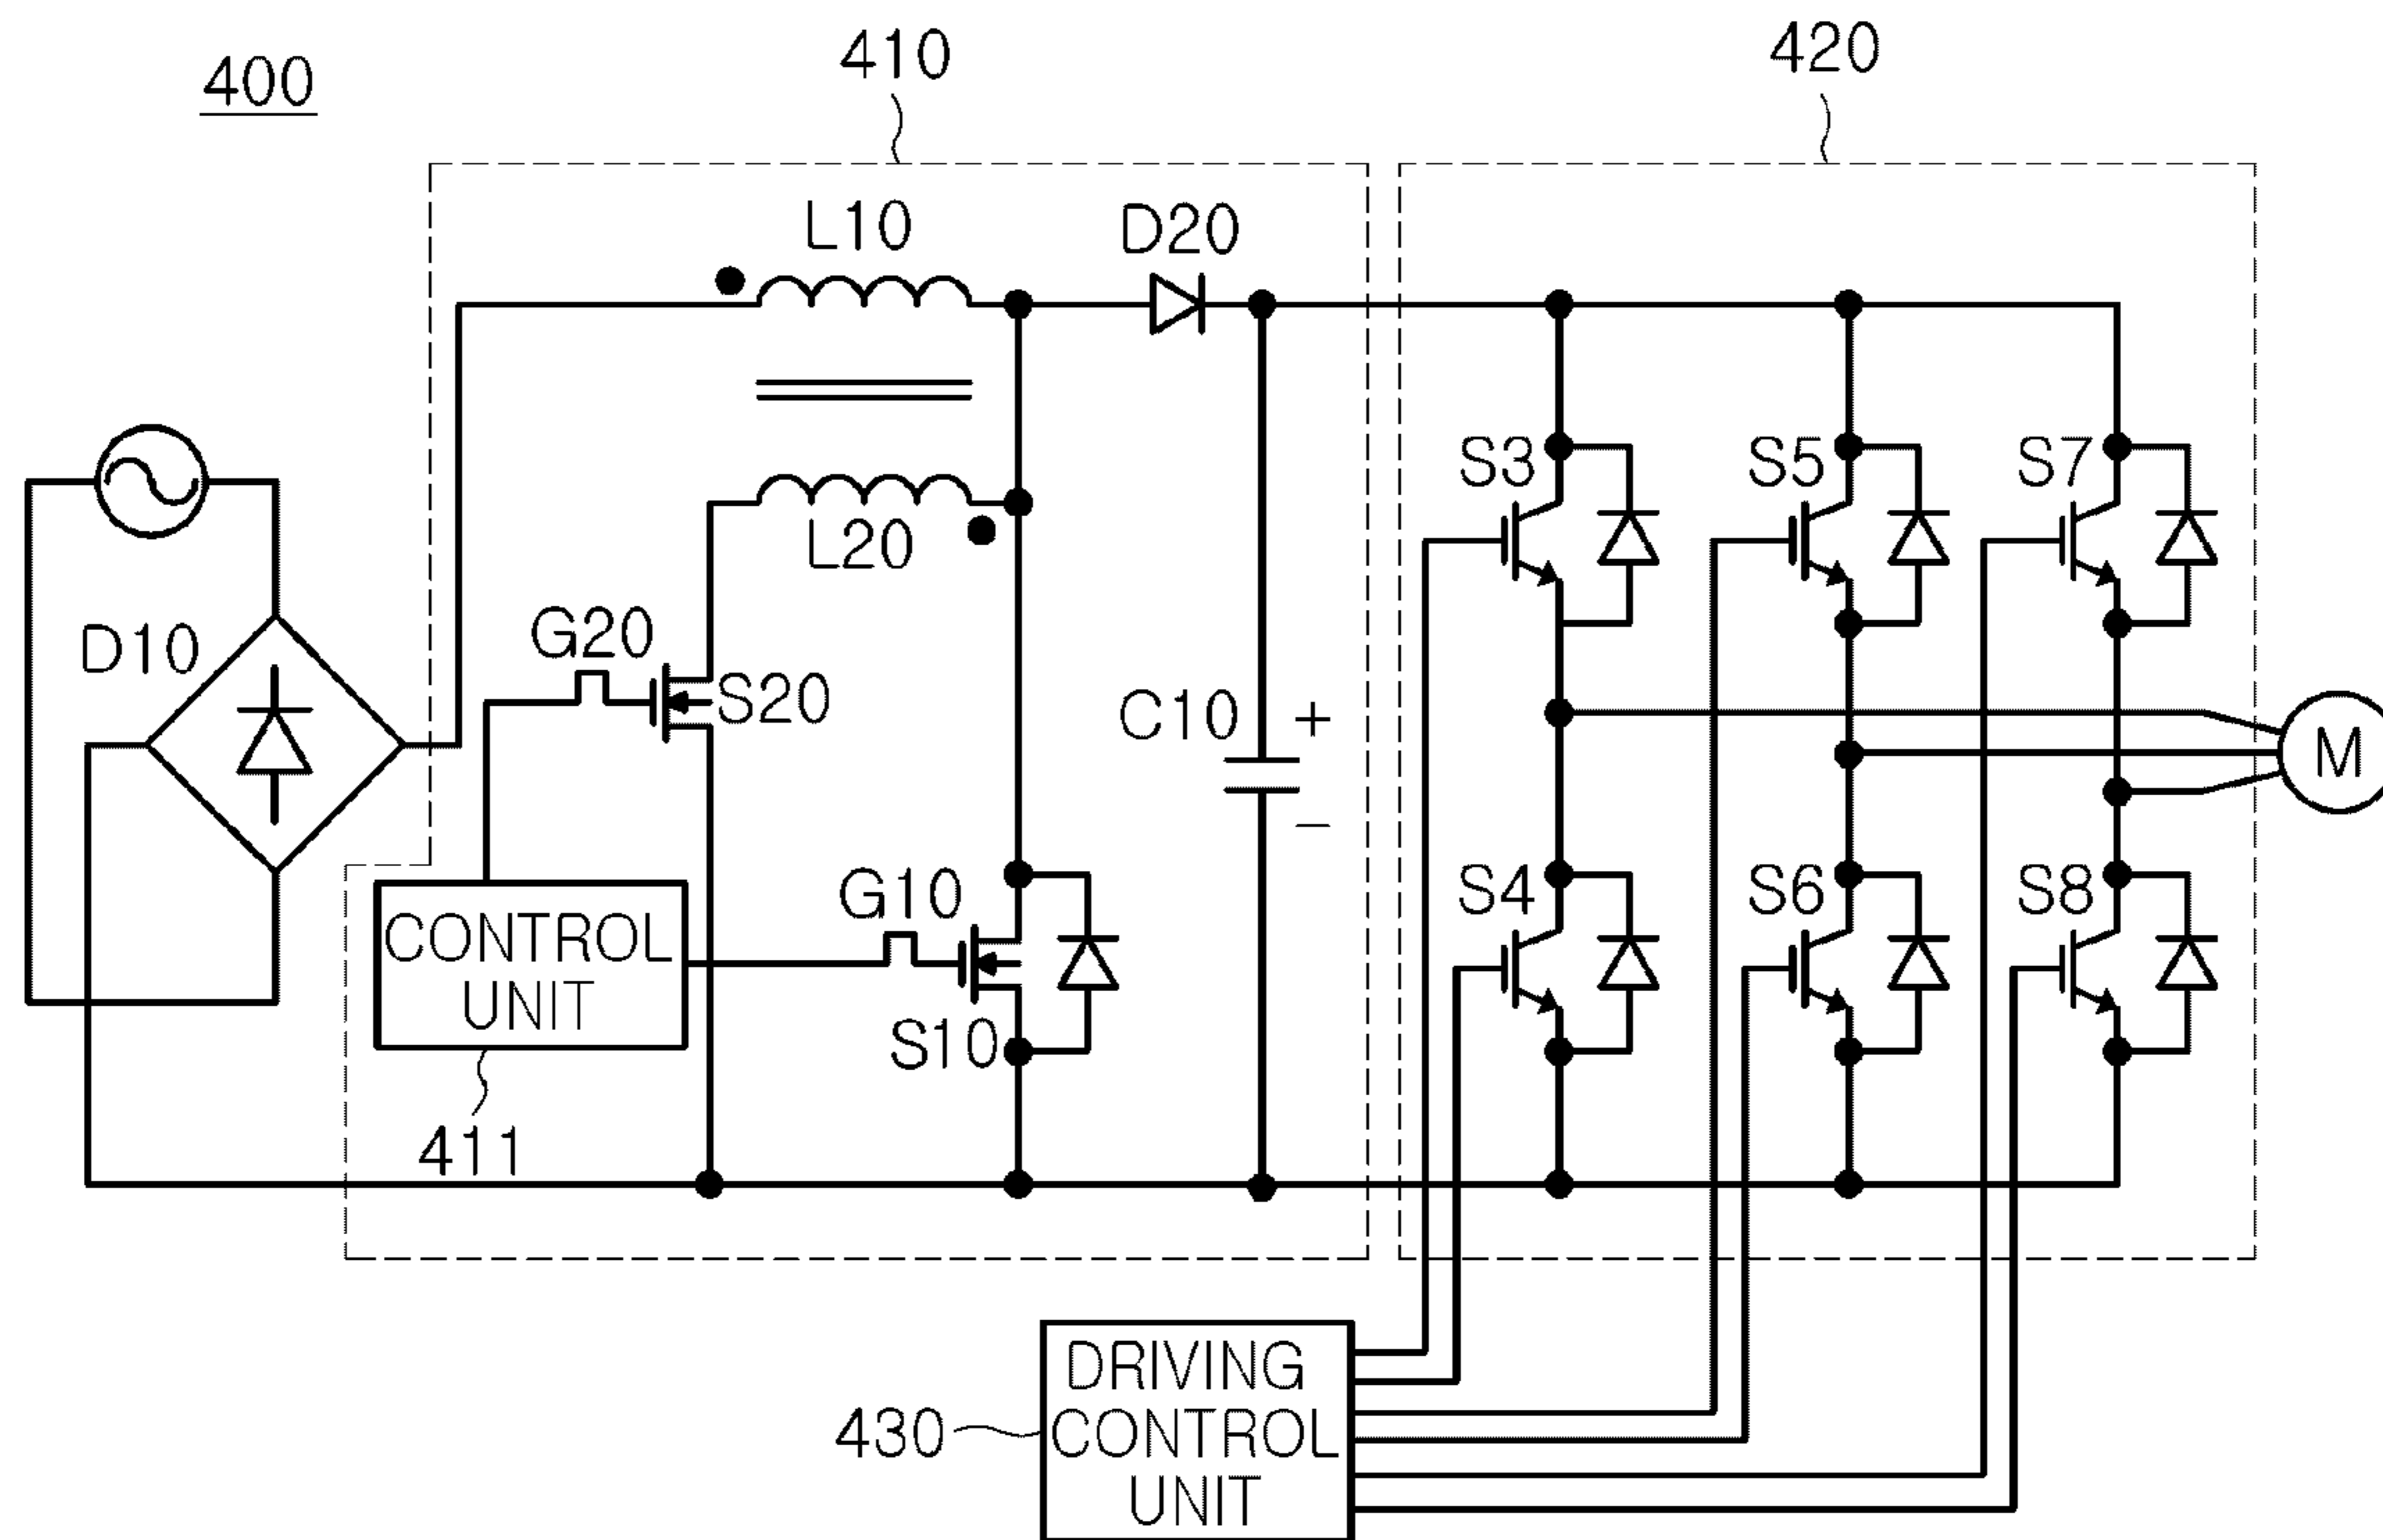 400
410
420
L10
D20
S3
S5
S7
L20
G20
D10
S20
C10
+
M
−
G10
S4
S6
S8
CONTROL
UNIT
S10
411
DRIVING
CONTROL
UNIT
430